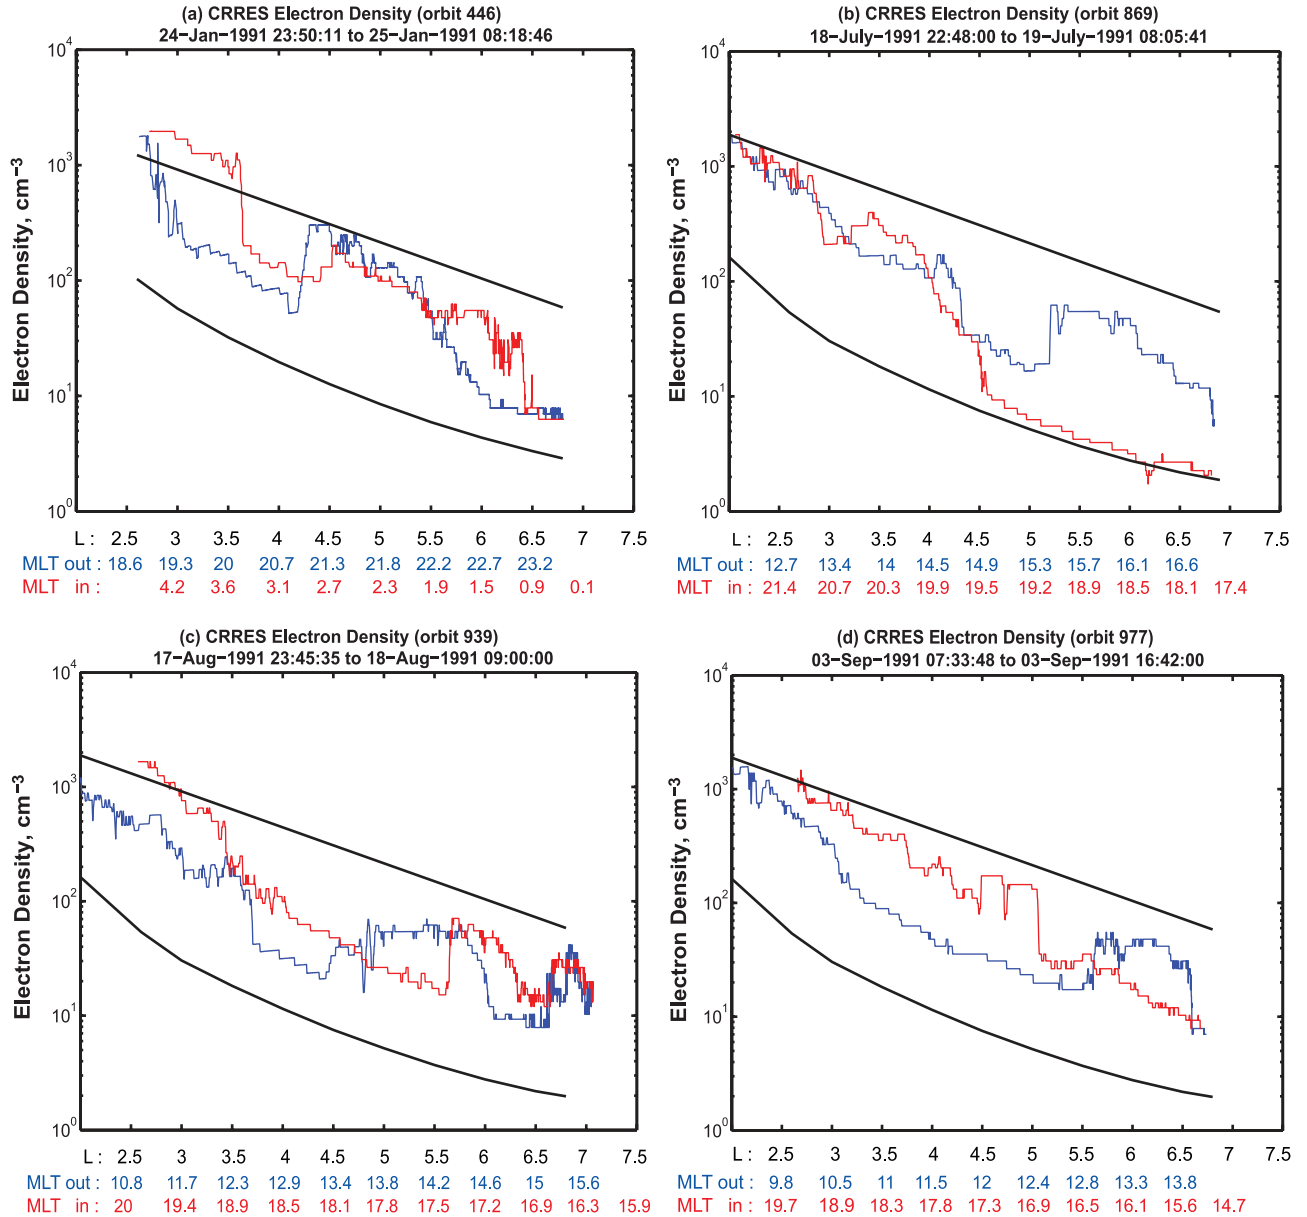 (a) CRRES Electron Density (orbit 446)
24−Jan−1991 23:50:11 to 25−Jan−1991 08:18:46
Electron Density, cm−3
10^4
10^3
10^2
10^1
10^0
L : 2.5 3 3.5 4 4.5 5 5.5 6 6.5 7 7.5
MLT out : 18.6 19.3 20 20.7 21.3 21.8 22.2 22.7 23.2
MLT in : 4.2 3.6 3.1 2.7 2.3 1.9 1.5 0.9 0.1
(b) CRRES Electron Density (orbit 869)
18−July−1991 22:48:00 to 19−July−1991 08:05:41
Electron Density, cm−3
10^4
10^3
10^2
10^1
10^0
L : 2.5 3 3.5 4 4.5 5 5.5 6 6.5 7 7.5
MLT out : 12.7 13.4 14 14.5 14.9 15.3 15.7 16.1 16.6
MLT in : 21.4 20.7 20.3 19.9 19.5 19.2 18.9 18.5 18.1 17.4
(c) CRRES Electron Density (orbit 939)
17−Aug−1991 23:45:35 to 18−Aug−1991 09:00:00
Electron Density, cm−3
10^4
10^3
10^2
10^1
10^0
L : 2.5 3 3.5 4 4.5 5 5.5 6 6.5 7 7.5
MLT out : 10.8 11.7 12.3 12.9 13.4 13.8 14.2 14.6 15 15.6
MLT in : 20 19.4 18.9 18.5 18.1 17.8 17.5 17.2 16.9 16.3 15.9
(d) CRRES Electron Density (orbit 977)
03−Sep−1991 07:33:48 to 03−Sep−1991 16:42:00
Electron Density, cm−3
10^4
10^3
10^2
10^1
10^0
L : 2.5 3 3.5 4 4.5 5 5.5 6 6.5 7 7.5
MLT out : 9.8 10.5 11 11.5 12 12.4 12.8 13.3 13.8
MLT in : 19.7 18.9 18.3 17.8 17.3 16.9 16.5 16.1 15.6 14.7